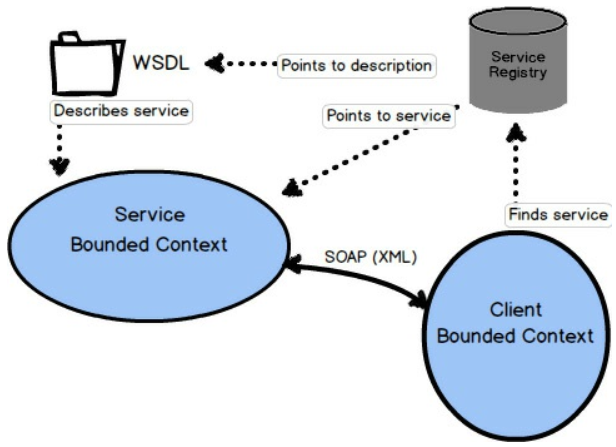 WSDL
Points to description
Service
Registry
Describes service
Points to service
Service
Bounded Context
Finds service
SOAP (XML)
Client
Bounded Context